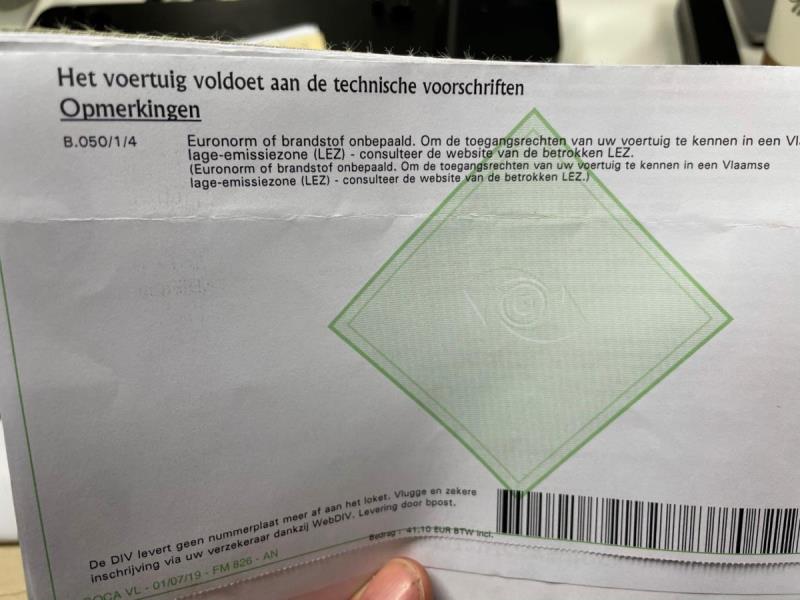 Het voertuig voldoet aan de technische voorschriften
Opmerkingen
B.050/1/4 Euronorm of brandstof onbepaald. Om de toegangsrechten van uw voertuig te kennen in een
lage-emissiezone (LEZ) - consulteer de website van de betrokken LEZ.
(Euronorm of brandstof onbepaald. Om de toegangsrechten van uw voertuig te kennen in een Vlaamse
lage-emissiezone (LEZ) - consulteer de website van de betrokken LEZ.)
De DIV levert geen nummerplaat meer af aan het loket. Vlugge en zekere
inschrijving via uw verzekeraar dankzij WebDIV. Levering door bpost.
Bedrag : 41,10 EUR BTW incl.
GOCA VL - 01/07/19 - FM 826 - AN